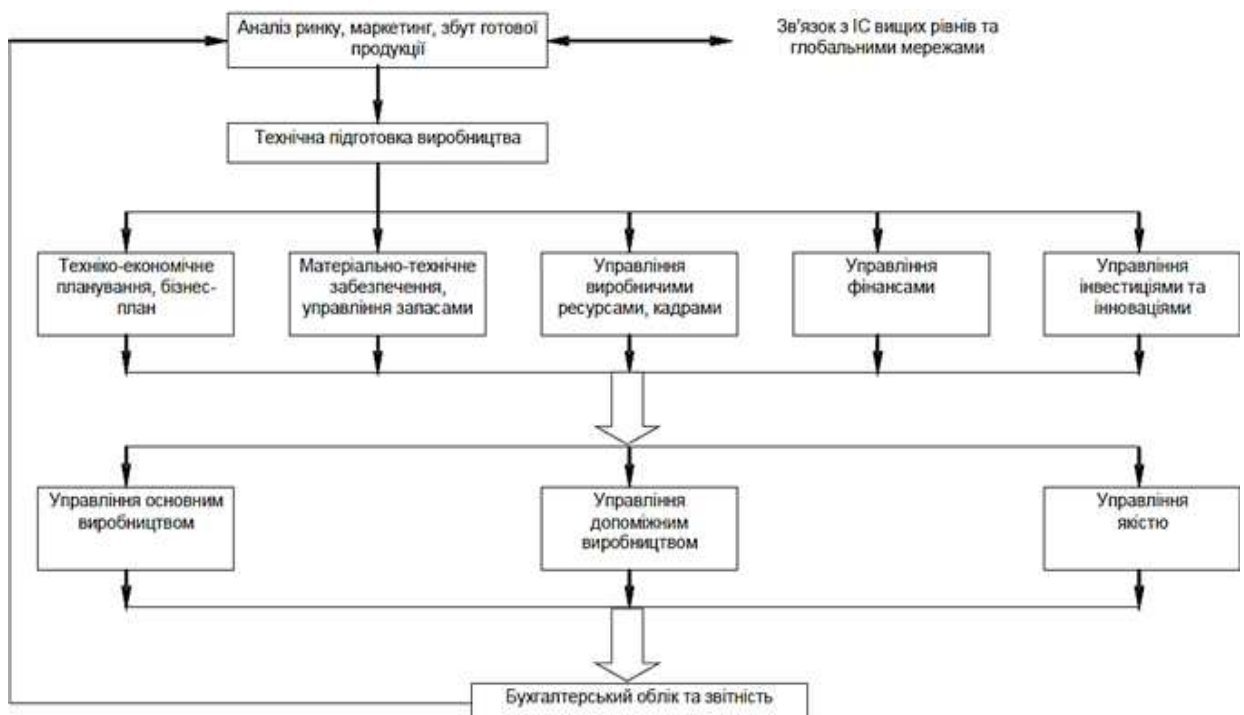 Аналіз ринку, маркетинг, збут готової
продукції
Зв'язок з ІС вищих рівнів та
глобальними мережами
Технічна підготовка виробництва
Техніко-економічне
планування, бізнес-
план
Матеріально-технічне
забезпечення,
управління запасами
Управління
виробничими
ресурсами, кадрами
Управління
фінансами
Управління
інвестиціями та
інноваціями
Управління основним
виробництвом
Управління
допоміжним
виробництвом
Управління
якістю
Бухгалтерський облік та звітність